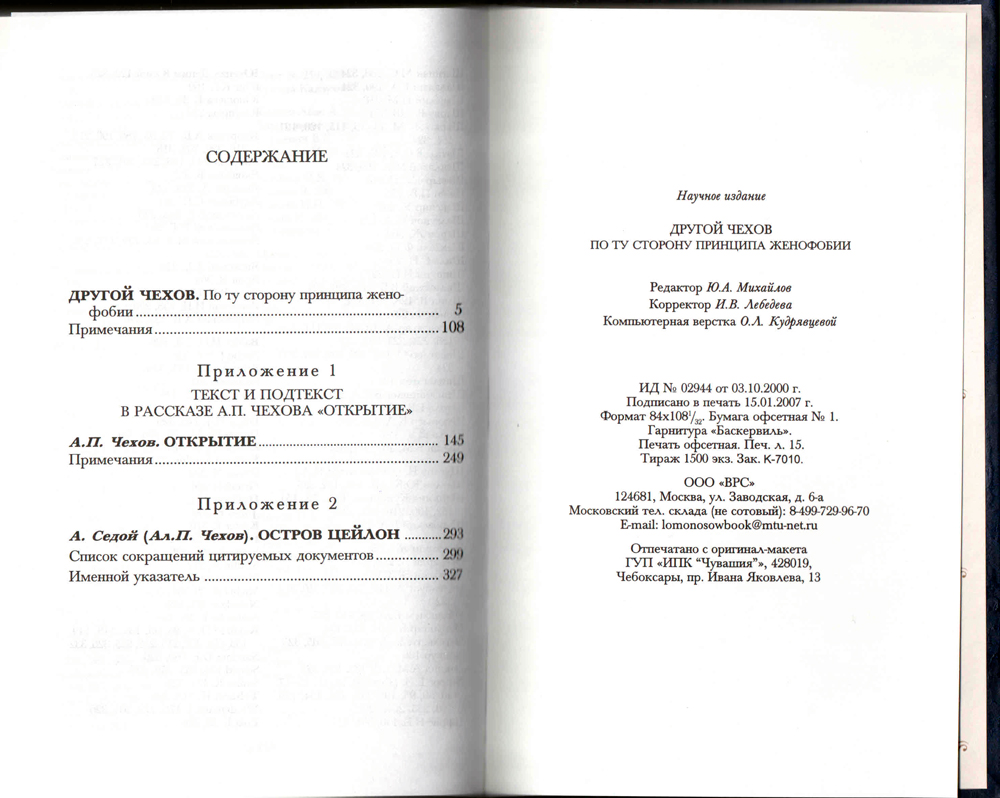 СОДЕРЖАНИЕ
ДРУГОЙ ЧЕХОВ. По ту сторону принципа жено-
фобии ........ 5
Примечания ........ 108
Приложение 1
ТЕКСТ И ПОДТЕКСТ
В РАССКАЗЕ А.П. ЧЕХОВА «ОТКРЫТИЕ»
А.П. Чехов. ОТКРЫТИЕ ........ 145
Примечания ........ 249
Приложение 2
А. Седой (Ал.П. Чехов). ОСТРОВ ЦЕЙЛОН ........ 293
Список сокращений цитируемых документов ........ 299
Именной указатель ........ 327
Научное издание
ДРУГОЙ ЧЕХОВ
ПО ТУ СТОРОНУ ПРИНЦИПА ЖЕНОФОБИИ
Редактор Ю.А. Михайлов
Корректор И.В. Лебедева
Компьютерная верстка О.Л. Кудрявцевой
ИД № 02944 от 03.10.2000 г.
Подписано в печать 15.01.2007 г.
Формат 84х108 1/32. Бумага офсетная № 1.
Гарнитура «Баскервиль».
Печать офсетная. Печ. л. 15.
Тираж 1500 экз. Зак. К-7010.
ООО «ВРС»
124681, Москва, ул. Заводская, д. 6-а
Московский тел. склада (не сотовый): 8-499-729-96-70
E-mail: lomonosowbook@mtu-net.ru
Отпечатано с оригинал-макета
ГУП «ИПК “Чувашия”», 428019,
Чебоксары, пр. Ивана Яковлева, 13